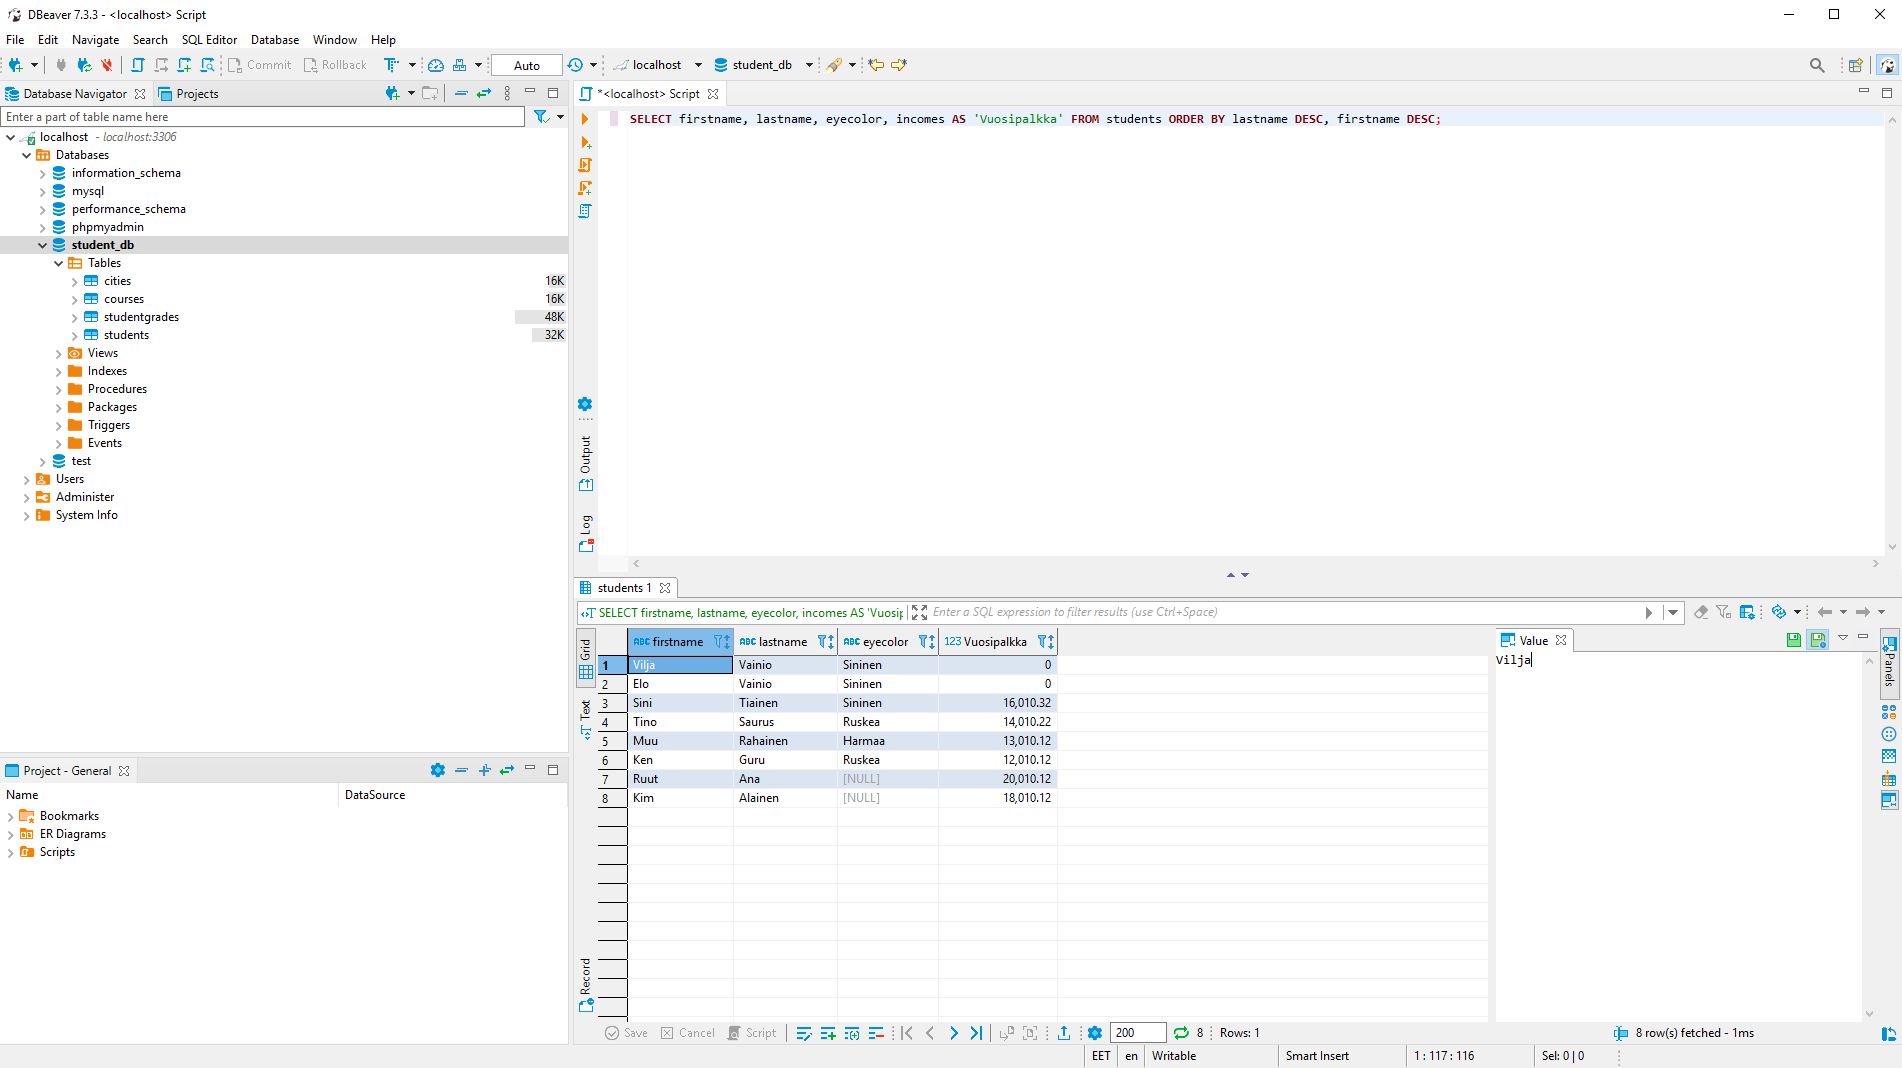 DBeaver 7.3.3 - <localhost> Script
File Edit Navigate Search SQL Editor Database Window Help
Commit Rollback Auto localhost student_db
Database Navigator Projects
Enter a part of table name here
localhost - localhost:3306
Databases
information_schema
mysql
performance_schema
phpmyadmin
student_db
Tables
cities 16K
courses 16K
studentgrades 48K
students 32K
Views
Indexes
Procedures
Packages
Triggers
Events
test
Users
Administer
System Info
Project - General
Name DataSource
Bookmarks
ER Diagrams
Scripts
*<localhost> Script
SELECT firstname, lastname, eyecolor, incomes AS 'Vuosipalkka' FROM students ORDER BY lastname DESC, firstname DESC;
Output
Log
students 1
SELECT firstname, lastname, eyecolor, incomes AS 'Vuosip
Enter a SQL expression to filter results (use Ctrl+Space)
Grid
Text
Record
ABC firstname ABC lastname ABC eyecolor 123 Vuosipalkka
1 Vilja Vainio Sininen 0
2 Elo Vainio Sininen 0
3 Sini Tiainen Sininen 16,010.32
4 Tino Saurus Ruskea 14,010.22
5 Muu Rahainen Harmaa 13,010.12
6 Ken Guru Ruskea 12,010.12
7 Ruut Ana [NULL] 20,010.12
8 Kim Alainen [NULL] 18,010.12
Value
Vilja
Panels
Save Cancel Script 200 8 Rows: 1
8 row(s) fetched - 1ms
EET en Writable Smart Insert 1 : 117 : 116 Sel: 0 | 0